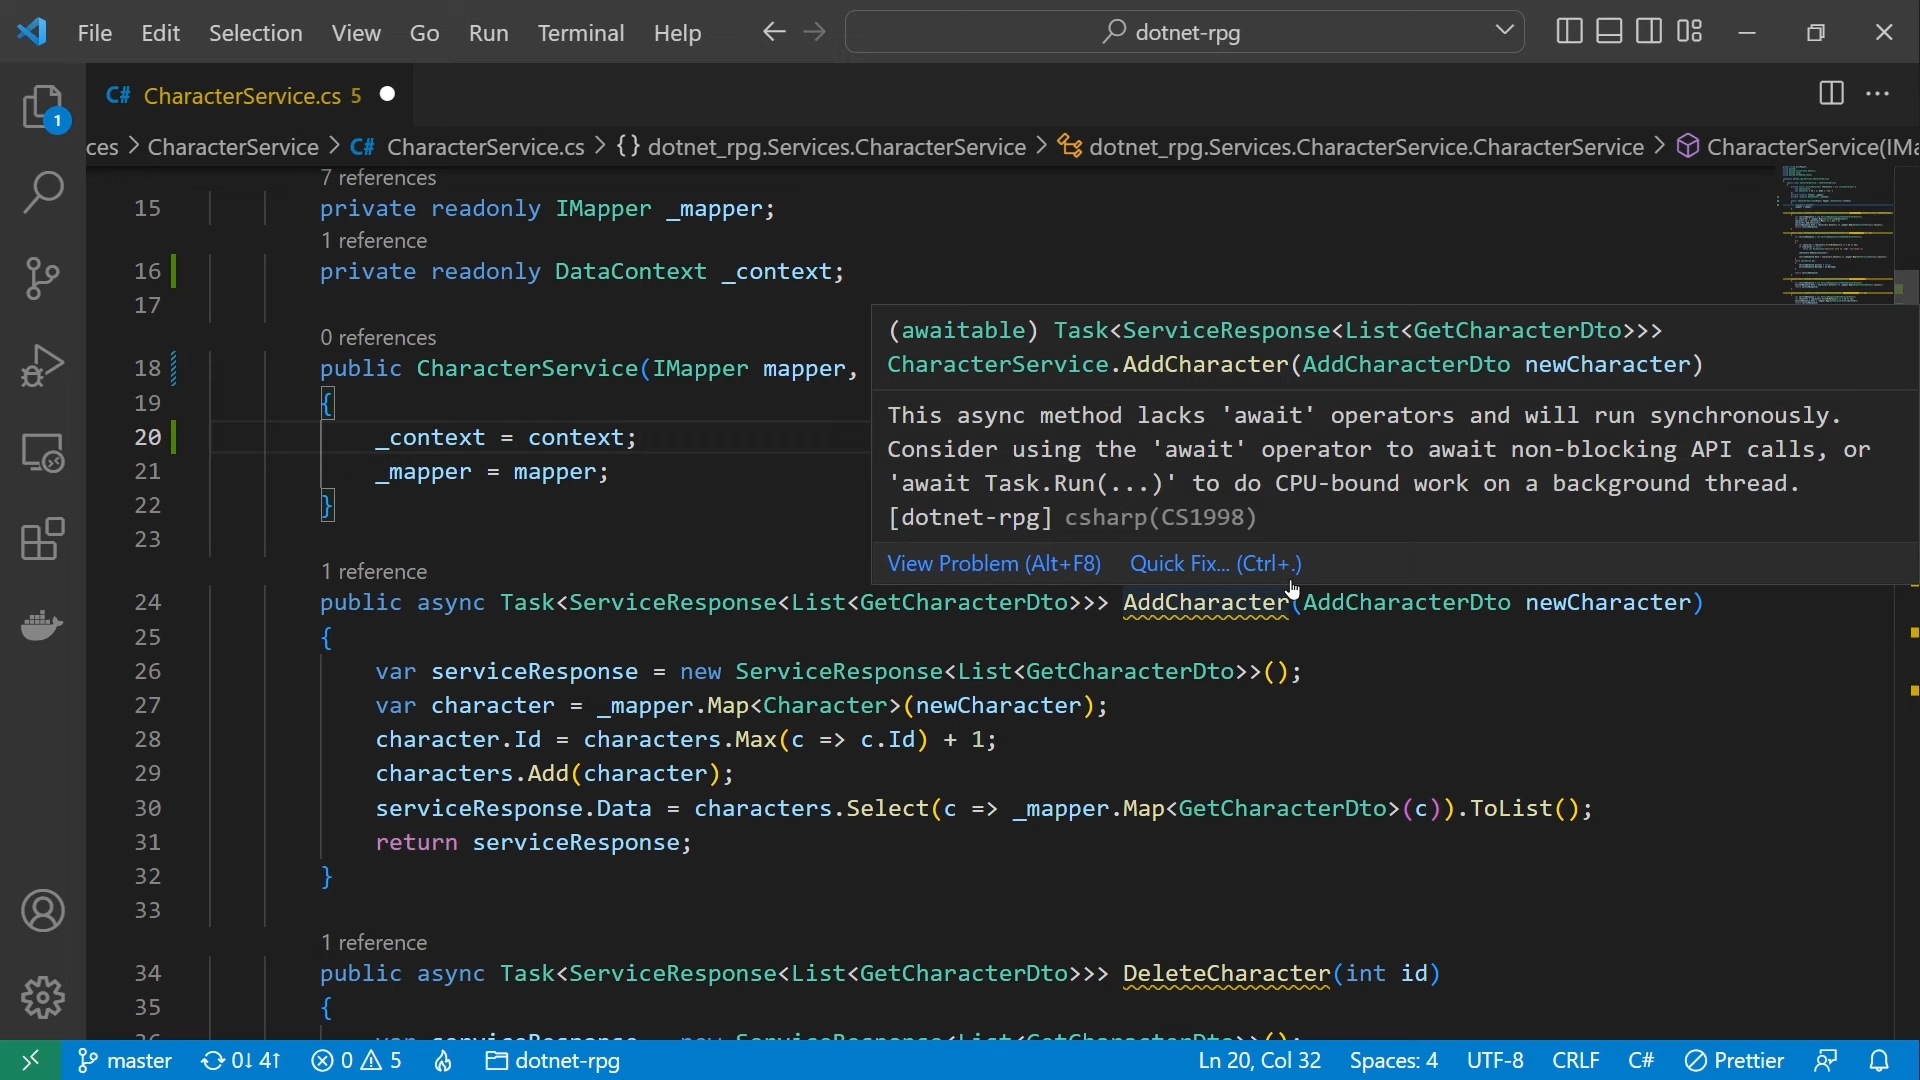 File Edit Selection View Go Run Terminal Help
dotnet-rpg
C# CharacterService.cs 5
1
ces > CharacterService > C# CharacterService.cs > {} dotnet_rpg.Services.CharacterService > dotnet_rpg.Services.CharacterService.CharacterService > CharacterService(IMa
7 references
15 private readonly IMapper _mapper;
1 reference
16 private readonly DataContext _context;
17
0 references
18 public CharacterService(IMapper mapper,
19 {
20 _context = context;
21 _mapper = mapper;
22 }
23
(awaitable) Task<ServiceResponse<List<GetCharacterDto>>>
CharacterService.AddCharacter(AddCharacterDto newCharacter)
This async method lacks 'await' operators and will run synchronously.
Consider using the 'await' operator to await non-blocking API calls, or
'await Task.Run(...)' to do CPU-bound work on a background thread.
[dotnet-rpg] csharp(CS1998)
View Problem (Alt+F8) Quick Fix... (Ctrl+.)
1 reference
24 public async Task<ServiceResponse<List<GetCharacterDto>>> AddCharacter(AddCharacterDto newCharacter)
25 {
26 var serviceResponse = new ServiceResponse<List<GetCharacterDto>>();
27 var character = _mapper.Map<Character>(newCharacter);
28 character.Id = characters.Max(c => c.Id) + 1;
29 characters.Add(character);
30 serviceResponse.Data = characters.Select(c => _mapper.Map<GetCharacterDto>(c)).ToList();
31 return serviceResponse;
32 }
33
1 reference
34 public async Task<ServiceResponse<List<GetCharacterDto>>> DeleteCharacter(int id)
35 {
36 var serviceResponse = new ServiceResponse<List<GetCharacterDto>>();
master 0↓ 4↑ 0 5 dotnet-rpg Ln 20, Col 32 Spaces: 4 UTF-8 CRLF C# Prettier